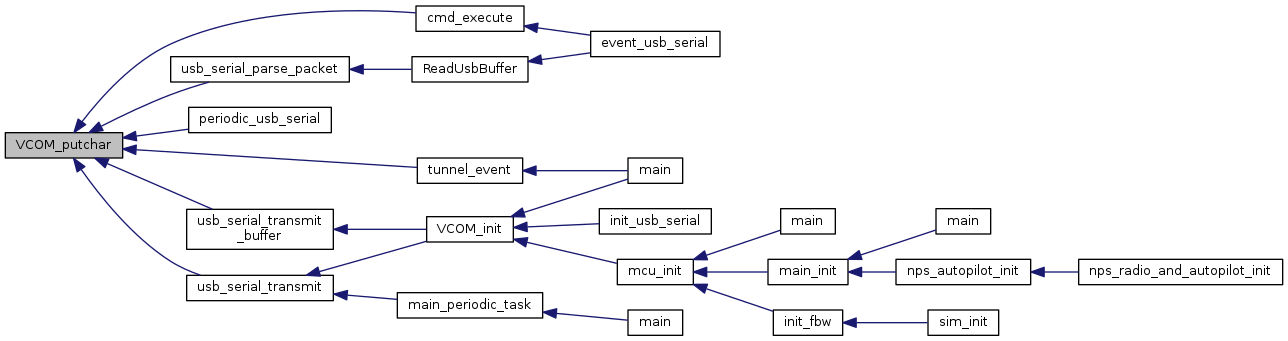 cmd_execute
event_usb_serial
usb_serial_parse_packet
ReadUsbBuffer
periodic_usb_serial
VCOM_putchar
tunnel_event
main
usb_serial_transmit
_buffer
VCOM_init
init_usb_serial
main
main
mcu_init
main_init
nps_autopilot_init
nps_radio_and_autopilot_init
usb_serial_transmit
main_periodic_task
main
init_fbw
sim_init